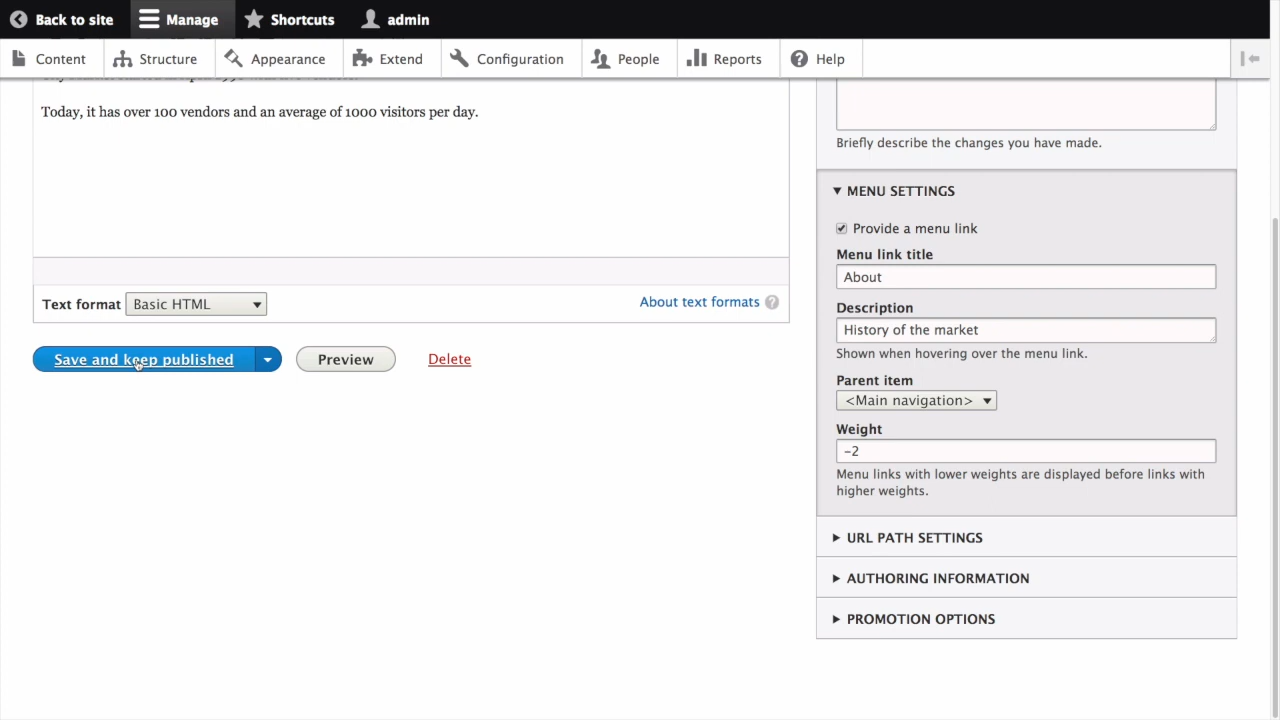 Back to site Manage Shortcuts admin
Content Structure Appearance Extend Configuration People Reports Help
Today, it has over 100 vendors and an average of 1000 visitors per day.
Briefly describe the changes you have made.
MENU SETTINGS
Provide a menu link
Menu link title
About
Description
History of the market
Shown when hovering over the menu link.
Parent item
<Main navigation>
Weight
-2
Menu links with lower weights are displayed before links with
higher weights.
URL PATH SETTINGS
AUTHORING INFORMATION
PROMOTION OPTIONS
Text format Basic HTML About text formats ?
Save and keep published Preview Delete